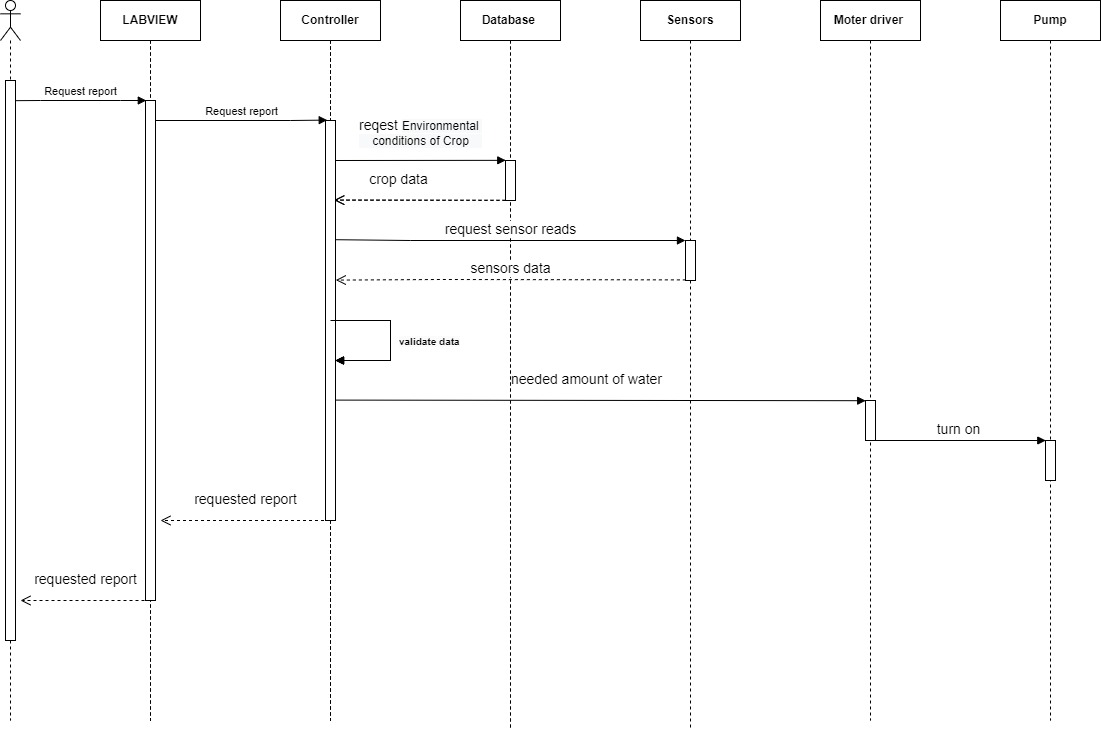 LABVIEW
Controller
Database
Sensors
Moter driver
Pump
Request report
Request report
reqest Environmental
conditions of Crop
crop data
request sensor reads
sensors data
validate data
needed amount of water
turn on
requested report
requested report